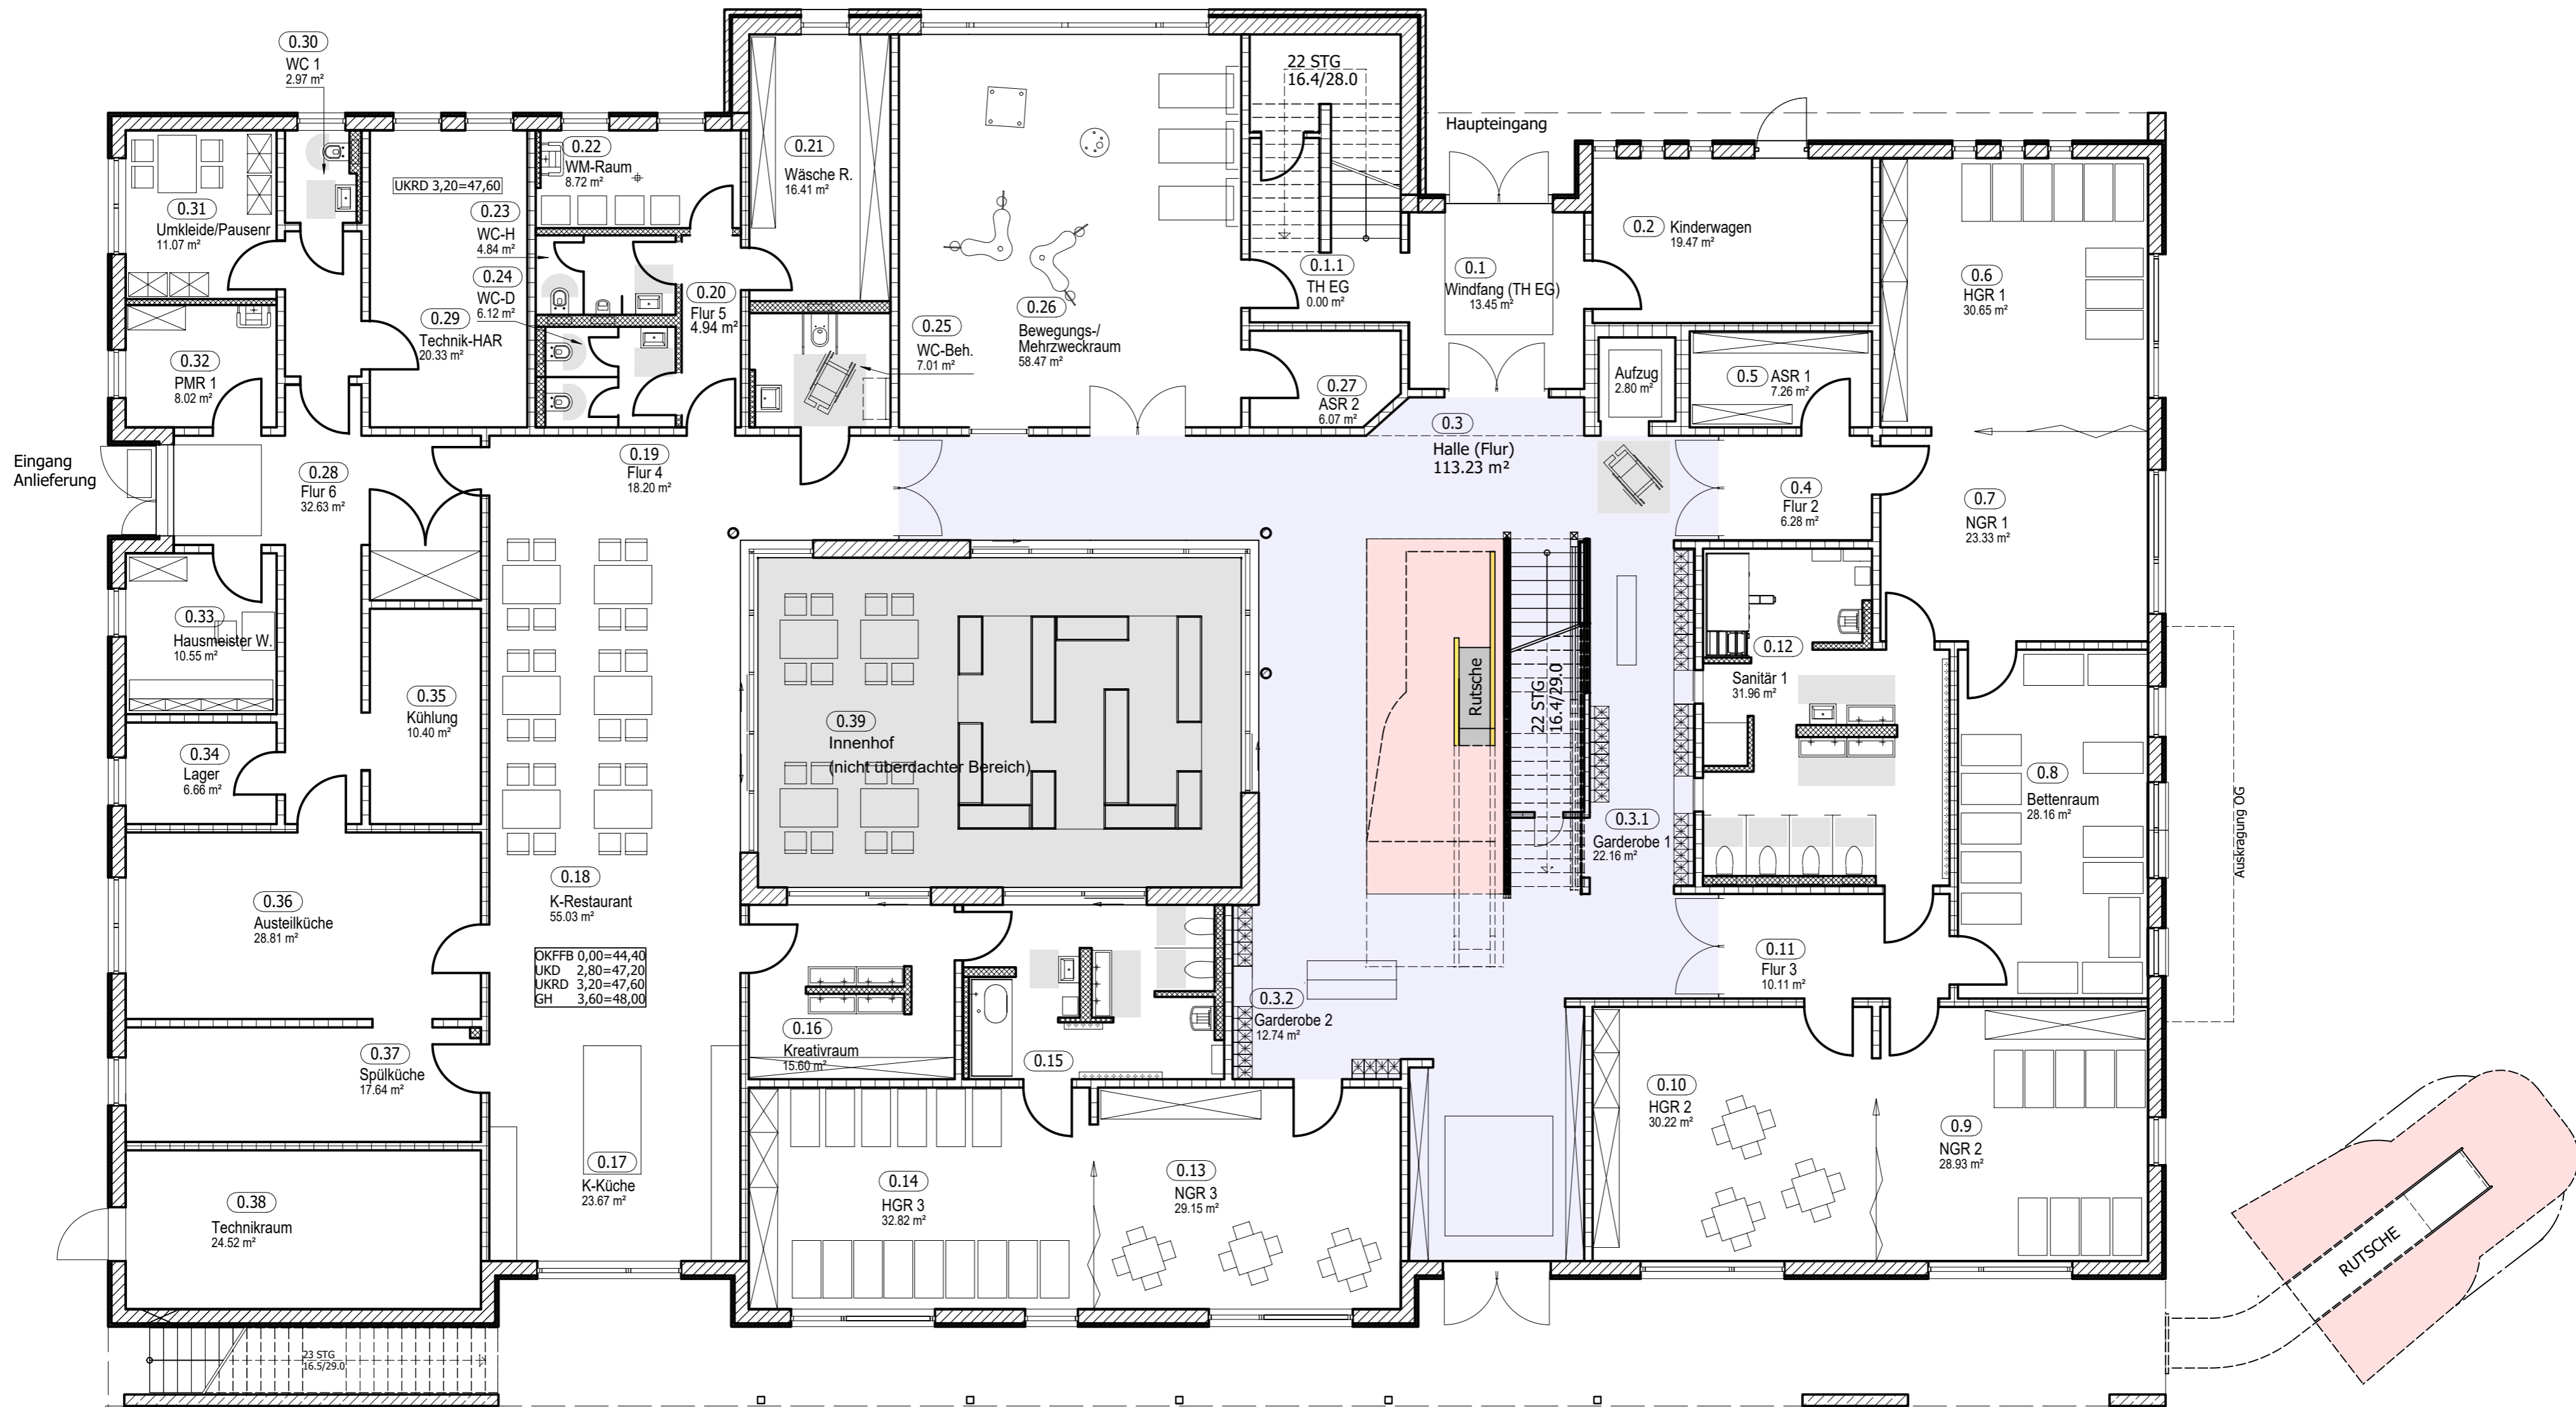 0.30
WC 1
2.97 m²
22 STG
16.4/28.0
Haupteingang
0.31
Umkleide/Pausenr
11.07 m²
UKRD 3,20=47,60
0.22
WM-Raum
8.72 m²
0.21
Wäsche R.
16.41 m²
0.23
WC-H
4.84 m²
0.24
WC-D
6.12 m²
0.20
Flur 5
4.94 m²
0.29
Technik-HAR
20.33 m²
0.32
PMR 1
8.02 m²
0.25
WC-Beh.
7.01 m²
0.26
Bewegungs-/
Mehrzweckraum
58.47 m²
0.1.1
TH EG
0.00 m²
0.1
Windfang (TH EG)
13.45 m²
0.2 Kinderwagen
19.47 m²
0.6
HGR 1
30.65 m²
0.27
ASR 2
6.07 m²
Aufzug
2.80 m²
0.5 ASR 1
7.26 m²
0.3
Halle (Flur)
113.23 m²
Eingang
Anlieferung
0.28
Flur 6
32.63 m²
0.19
Flur 4
18.20 m²
0.4
Flur 2
6.28 m²
0.7
NGR 1
23.33 m²
0.33
Hausmeister W.
10.55 m²
0.35
Kühlung
10.40 m²
0.34
Lager
6.66 m²
0.39
Innenhof
(nicht überdachter Bereich)
Rutsche
22 STG
16.4/29.0
0.12
Sanitär 1
31.96 m²
0.8
Bettenraum
28.16 m²
0.3.1
Garderobe 1
22.16 m²
Auskragung OG
0.36
Austeilküche
28.81 m²
0.18
K-Restaurant
55.03 m²
OKFFB 0,00=44,40
UKD 2,80=47,20
UKRD 3,20=47,60
GH 3,60=48,00
0.11
Flur 3
10.11 m²
0.3.2
Garderobe 2
12.74 m²
0.16
Kreativraum
15.60 m²
0.15
0.37
Spülküche
17.64 m²
0.10
HGR 2
30.22 m²
0.9
NGR 2
28.93 m²
0.17
K-Küche
23.67 m²
0.14
HGR 3
32.82 m²
0.13
NGR 3
29.15 m²
0.38
Technikraum
24.52 m²
RUTSCHE
23 STG
16.5/29.0